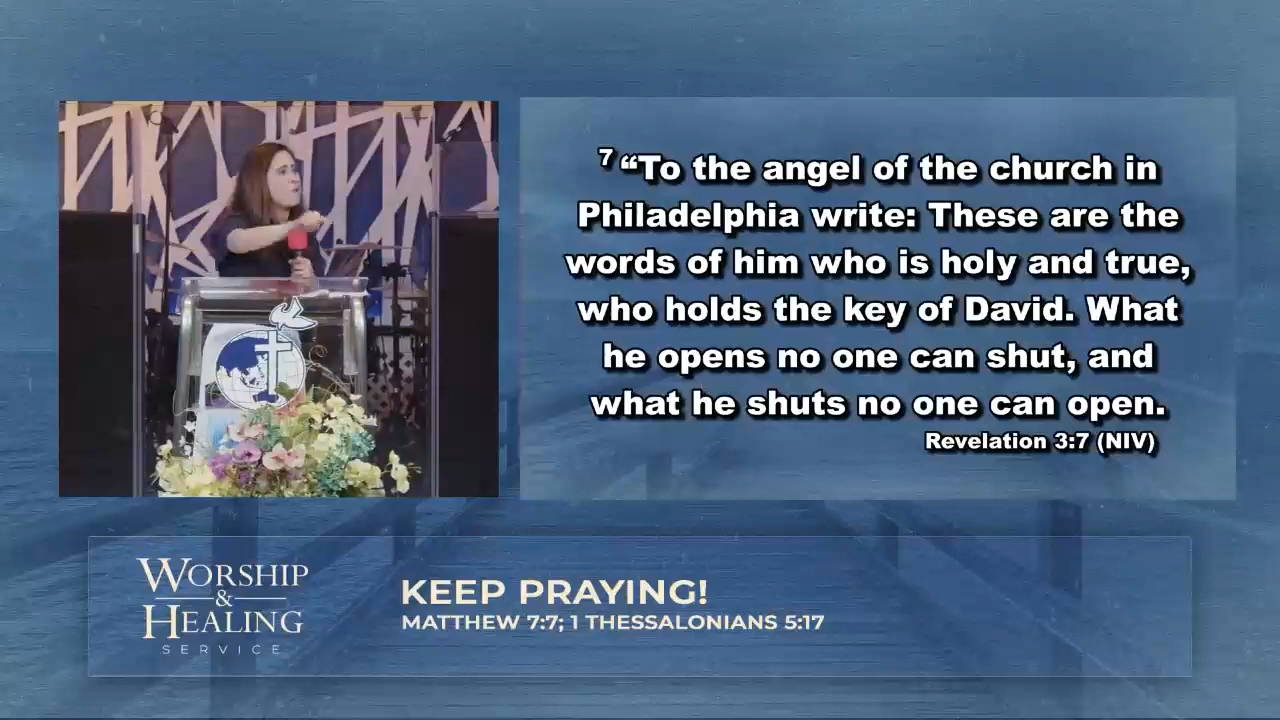 7 “To the angel of the church in
Philadelphia write: These are the
words of him who is holy and true,
who holds the key of David. What
he opens no one can shut, and
what he shuts no one can open.
Revelation 3:7 (NIV)
WORSHIP
&
HEALING
SERVICE
KEEP PRAYING!
MATTHEW 7:7; 1 THESSALONIANS 5:17